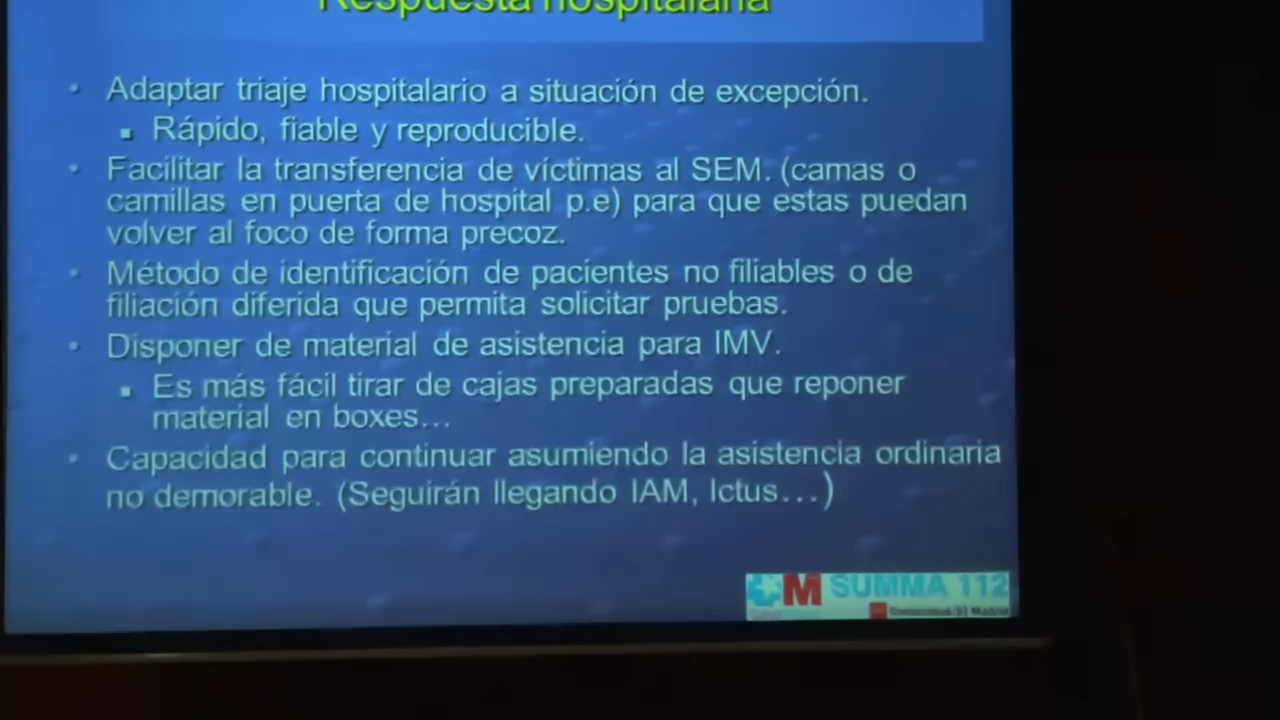 Respuesta hospitalaria
• Adaptar triaje hospitalario a situación de excepción.
▪ Rápido, fiable y reproducible.
• Facilitar la transferencia de víctimas al SEM. (camas o
camillas en puerta de hospital p.e) para que estas puedan
volver al foco de forma precoz.
• Método de identificación de pacientes no filiables o de
filiación diferida que permita solicitar pruebas.
• Disponer de material de asistencia para IMV.
▪ Es más fácil tirar de cajas preparadas que reponer
material en boxes...
• Capacidad para continuar asumiendo la asistencia ordinaria
no demorable. (Seguirán llegando IAM, Ictus...)
M SUMMA 112
Comunidad de Madrid